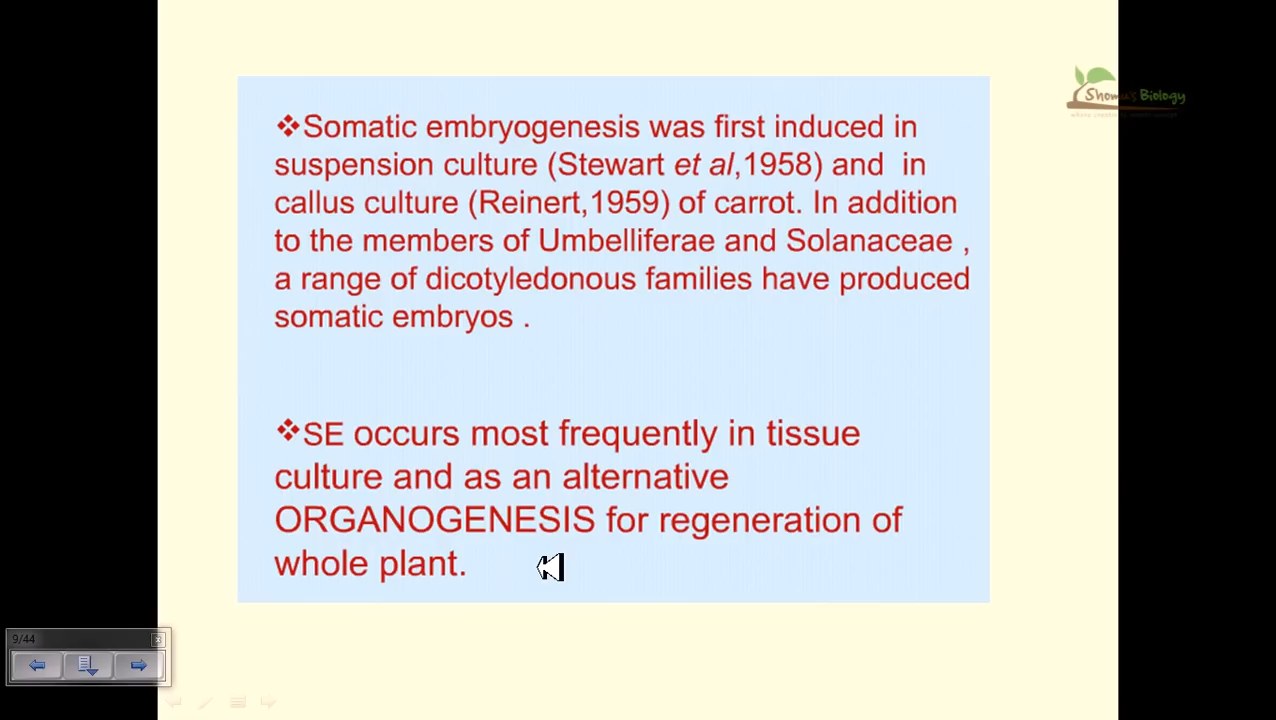 Shomu's Biology
❖Somatic embryogenesis was first induced in
suspension culture (Stewart et al,1958) and in
callus culture (Reinert,1959) of carrot. In addition
to the members of Umbelliferae and Solanaceae ,
a range of dicotyledonous families have produced
somatic embryos .
❖SE occurs most frequently in tissue
culture and as an alternative
ORGANOGENESIS for regeneration of
whole plant.
9/44